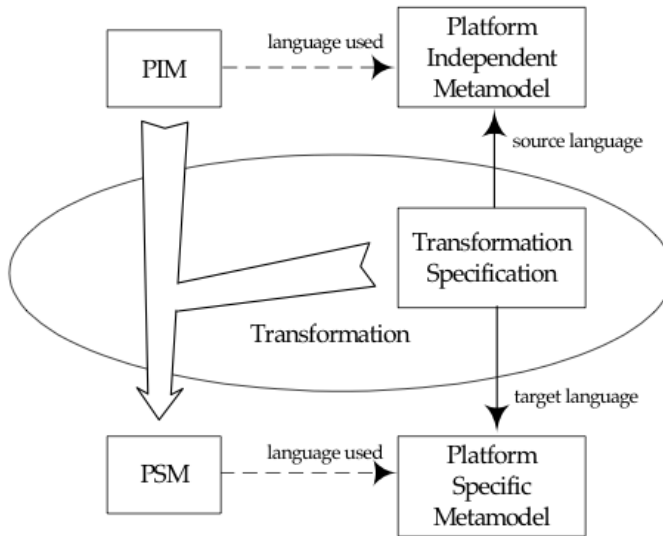 PIM
language used
Platform
Independent
Metamodel
source language
Transformation
Specification
Transformation
target language
PSM
language used
Platform
Specific
Metamodel